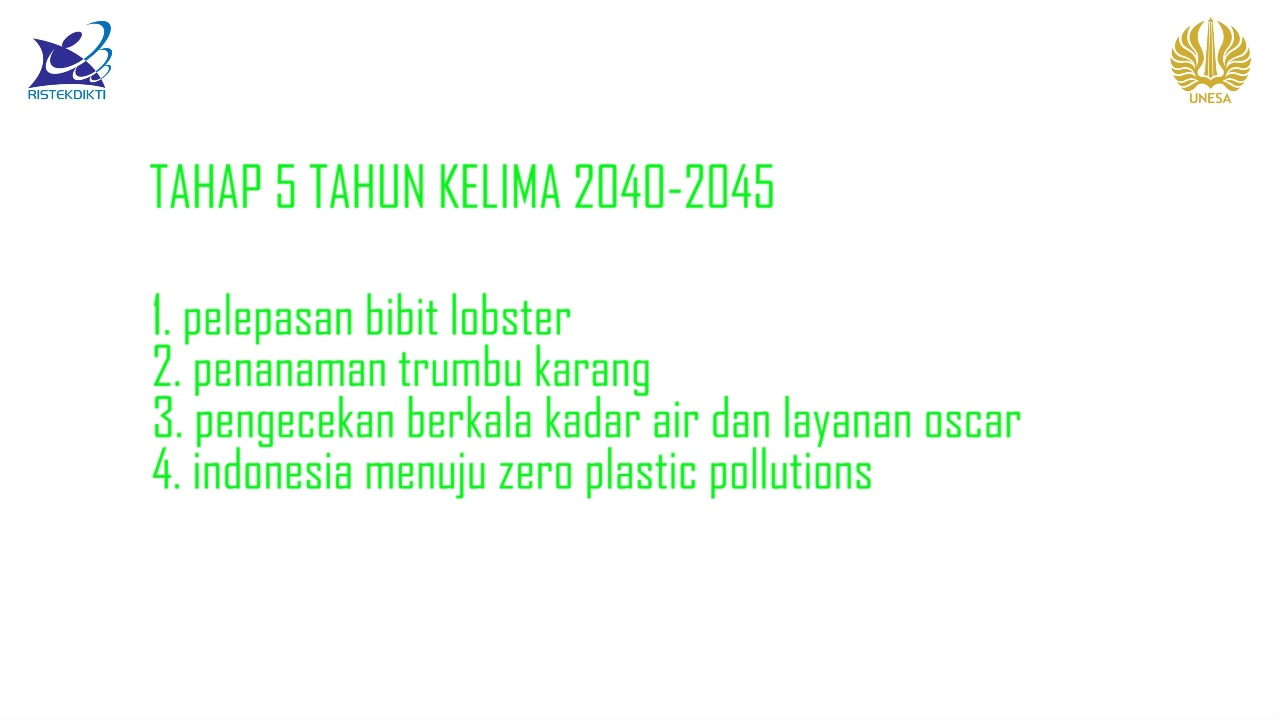 RISTEKDIKTI
UNESA
TAHAP 5 TAHUN KELIMA 2040-2045
1. pelepasan bibit lobster
2. penanaman trumbu karang
3. pengecekan berkala kadar air dan layanan oscar
4. indonesia menuju zero plastic pollutions